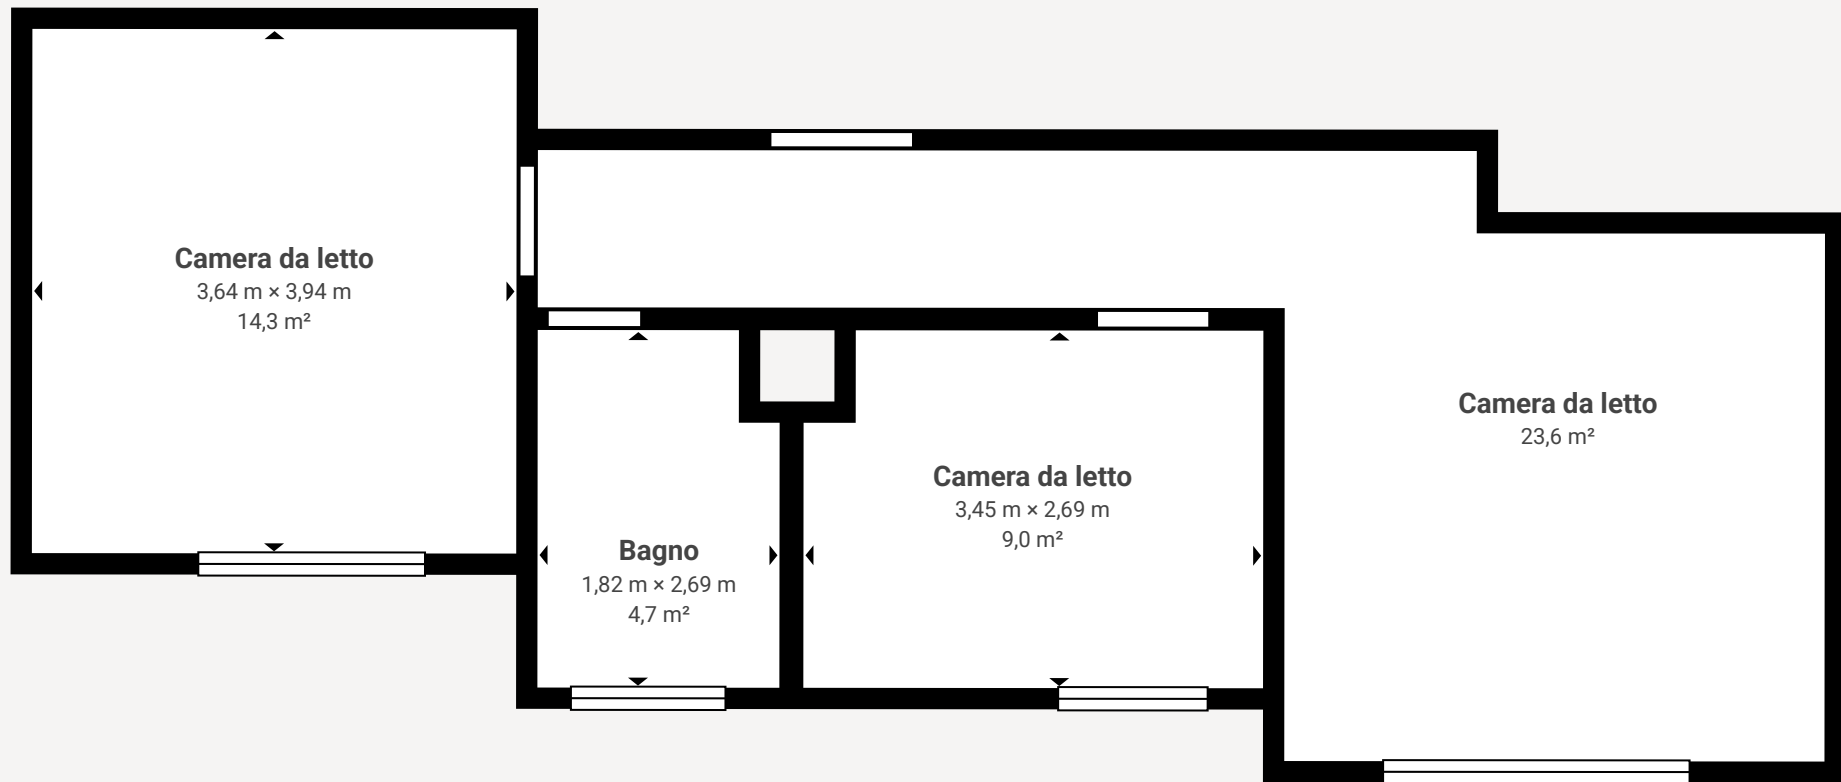 Camera da letto
3,64 m × 3,94 m
14,3 m²
Camera da letto
23,6 m²
Camera da letto
3,45 m × 2,69 m
9,0 m²
Bagno
1,82 m × 2,69 m
4,7 m²